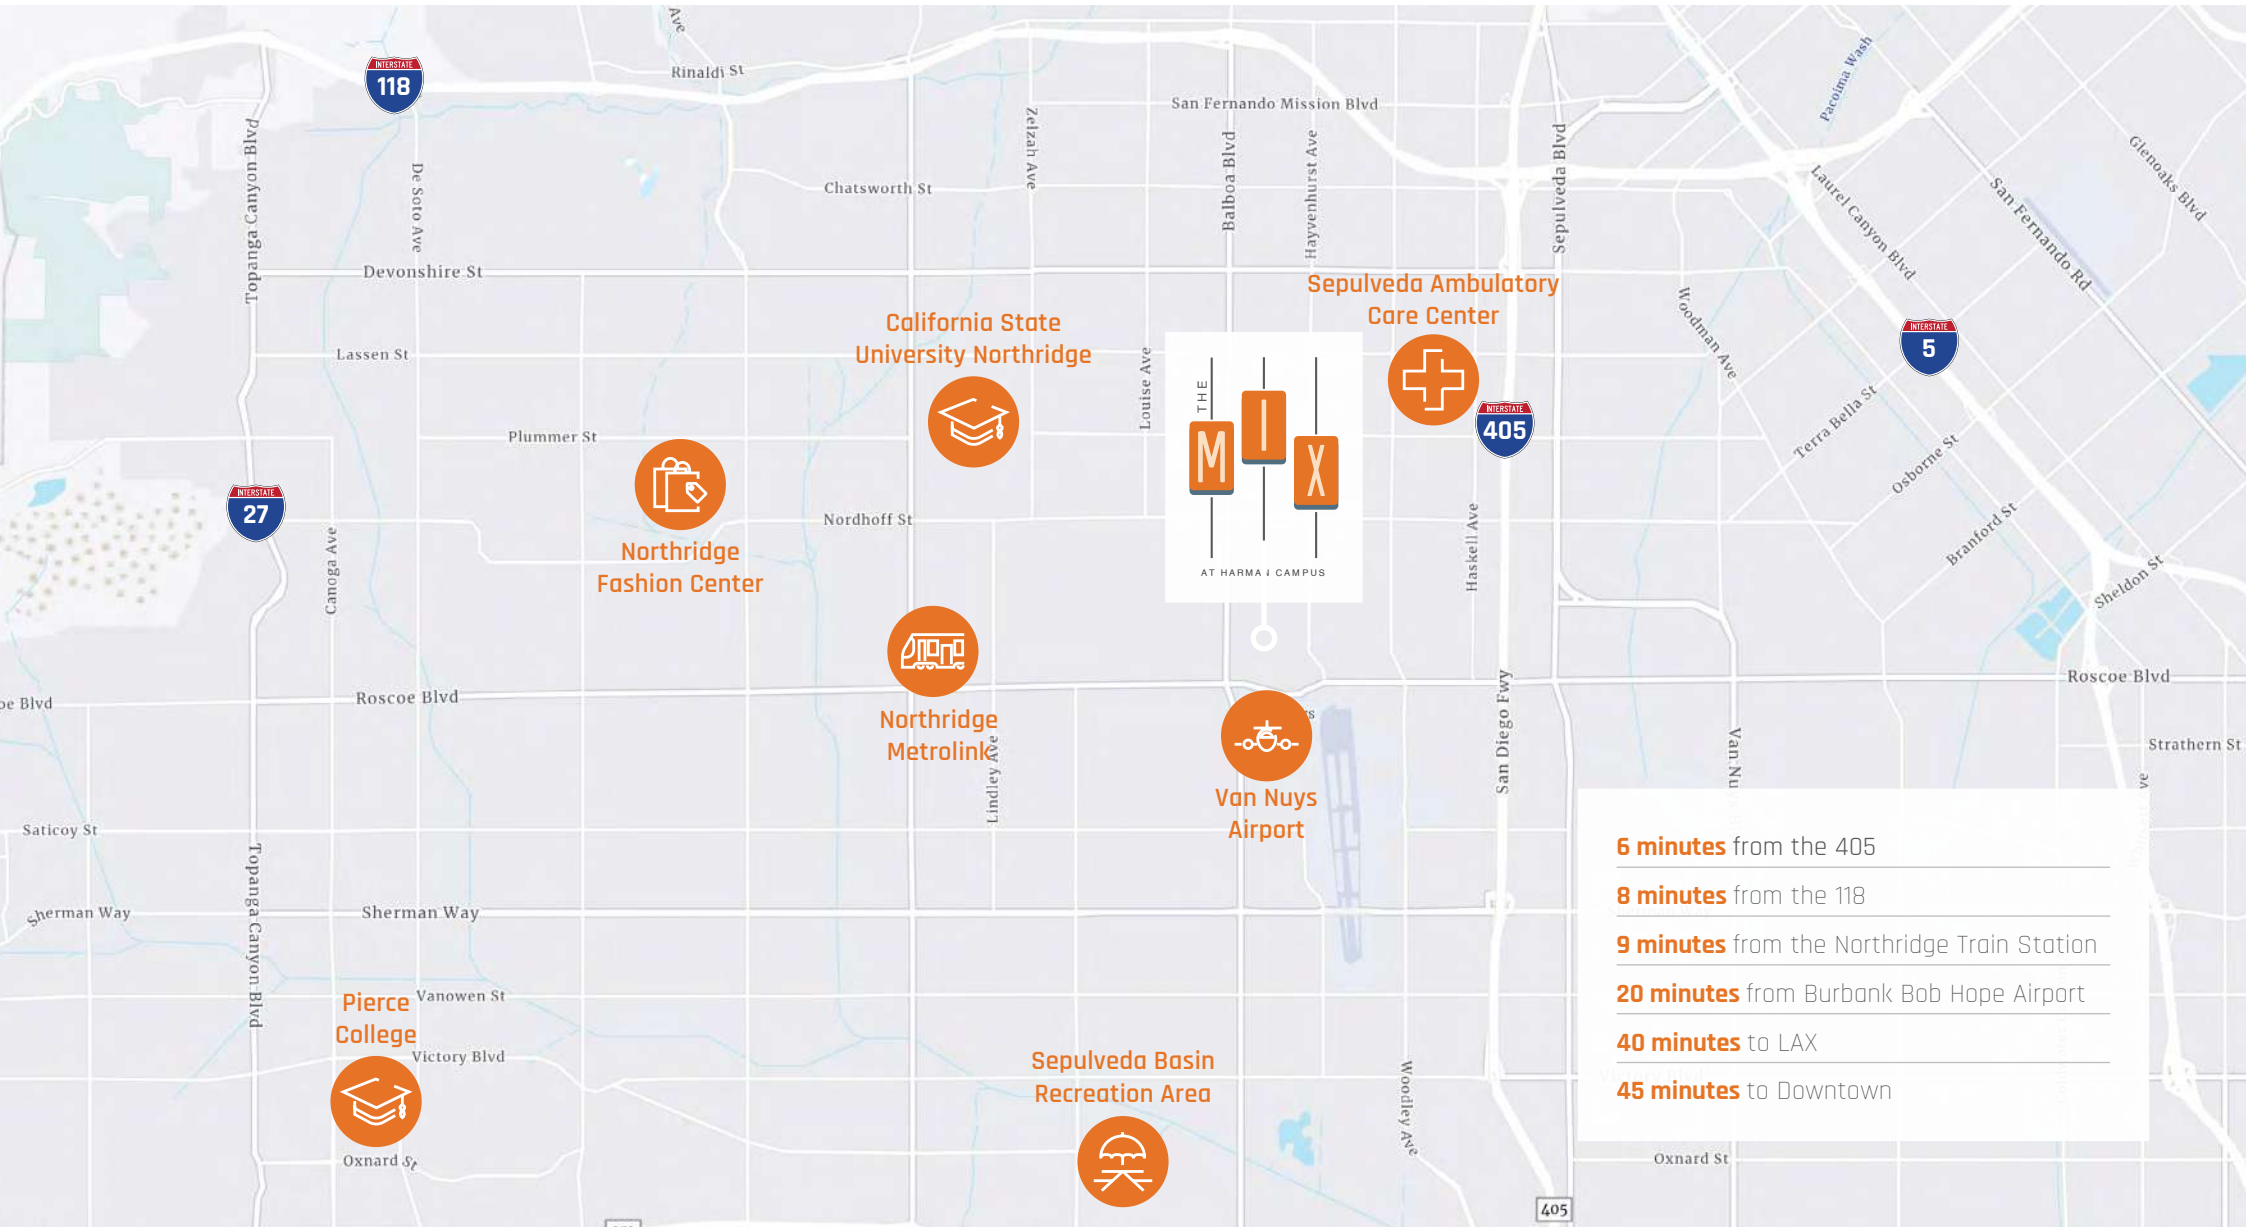 Ave
Rinaldi St
INTERSTATE
118
San Fernando Mission Blvd
Pacoima Wash
Topanga Canyon Blvd
De Soto Ave
Zelzah Ave
Balboa Blvd
Hayvenhurst Ave
Sepulveda Blvd
Glenoaks Blvd
Chatsworth St
Laurel Canyon Blvd
San Fernando Rd
Devonshire St
Sepulveda Ambulatory
Care Center
Woodman Ave
California State
University Northridge
INTERSTATE
5
Lassen St
Louise Ave
THE
MIX
AT HARMA CAMPUS
INTERSTATE
405
Terra Bella St
Plummer St
Osborne St
INTERSTATE
27
Nordhoff St
Haskell Ave
Branford St
Canoga Ave
Northridge
Fashion Center
Sheldon St
Roscoe Blvd
oe Blvd
Roscoe Blvd
San Diego Fwy
Northridge
Metrolink
Lindley Ave
Van Nu
Strathern St
ve
Van Nuys
Airport
Saticoy St
6 minutes from the 405
8 minutes from the 118
9 minutes from the Northridge Train Station
20 minutes from Burbank Bob Hope Airport
40 minutes to LAX
45 minutes to Downtown
Topanga Canyon Blvd
Sherman Way
Sherman Way
Pierce
College
Vanowen St
Victory Blvd
Sepulveda Basin
Recreation Area
Woodley Ave
Oxnard St
Oxnard St
405